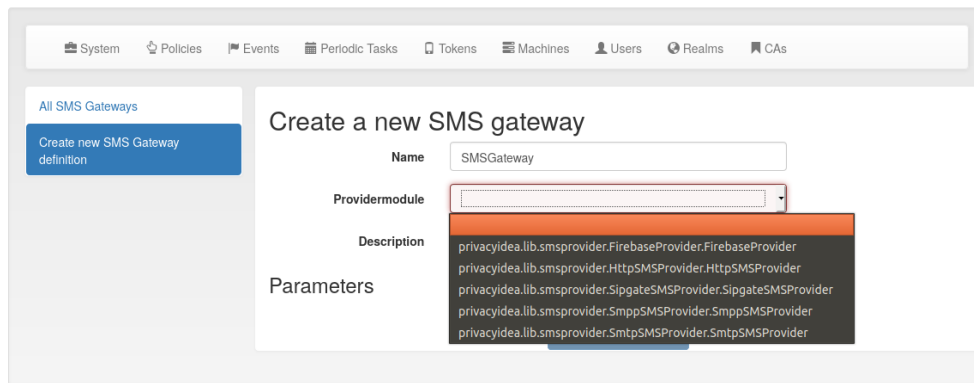 System Policies Events Periodic Tasks Tokens Machines Users Realms CAs
All SMS Gateways
Create new SMS Gateway
definition
Create a new SMS gateway
Name SMSGateway
Providermodule
privacyidea.lib.smsprovider.FirebaseProvider.FirebaseProvider
privacyidea.lib.smsprovider.HttpSMSProvider.HttpSMSProvider
privacyidea.lib.smsprovider.SipgateSMSProvider.SipgateSMSProvider
privacyidea.lib.smsprovider.SmppSMSProvider.SmppSMSProvider
privacyidea.lib.smsprovider.SmtpSMSProvider.SmtpSMSProvider
Description
Parameters